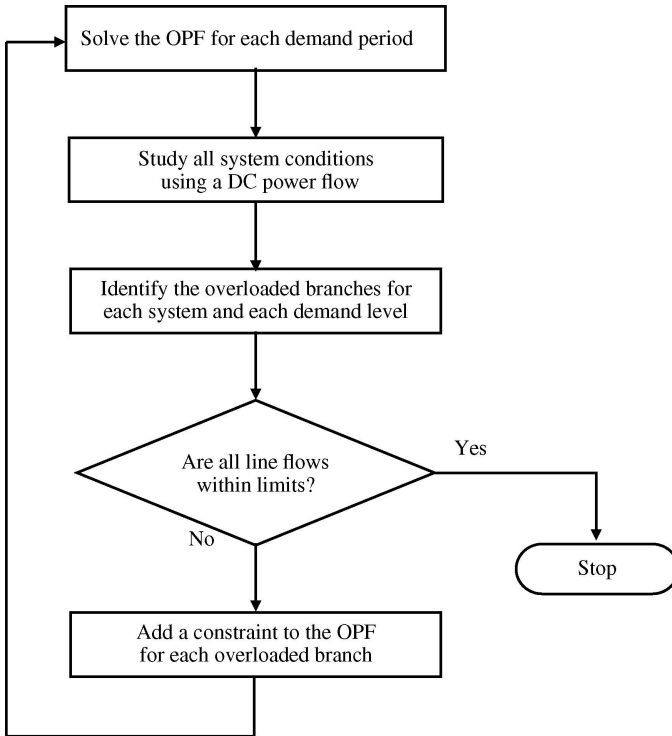 Solve the OPF for each demand period
Study all system conditions
using a DC power flow
Identify the overloaded branches for
each system and each demand level
Are all line flows
within limits?
Yes
No
Stop
Add a constraint to the OPF
for each overloaded branch